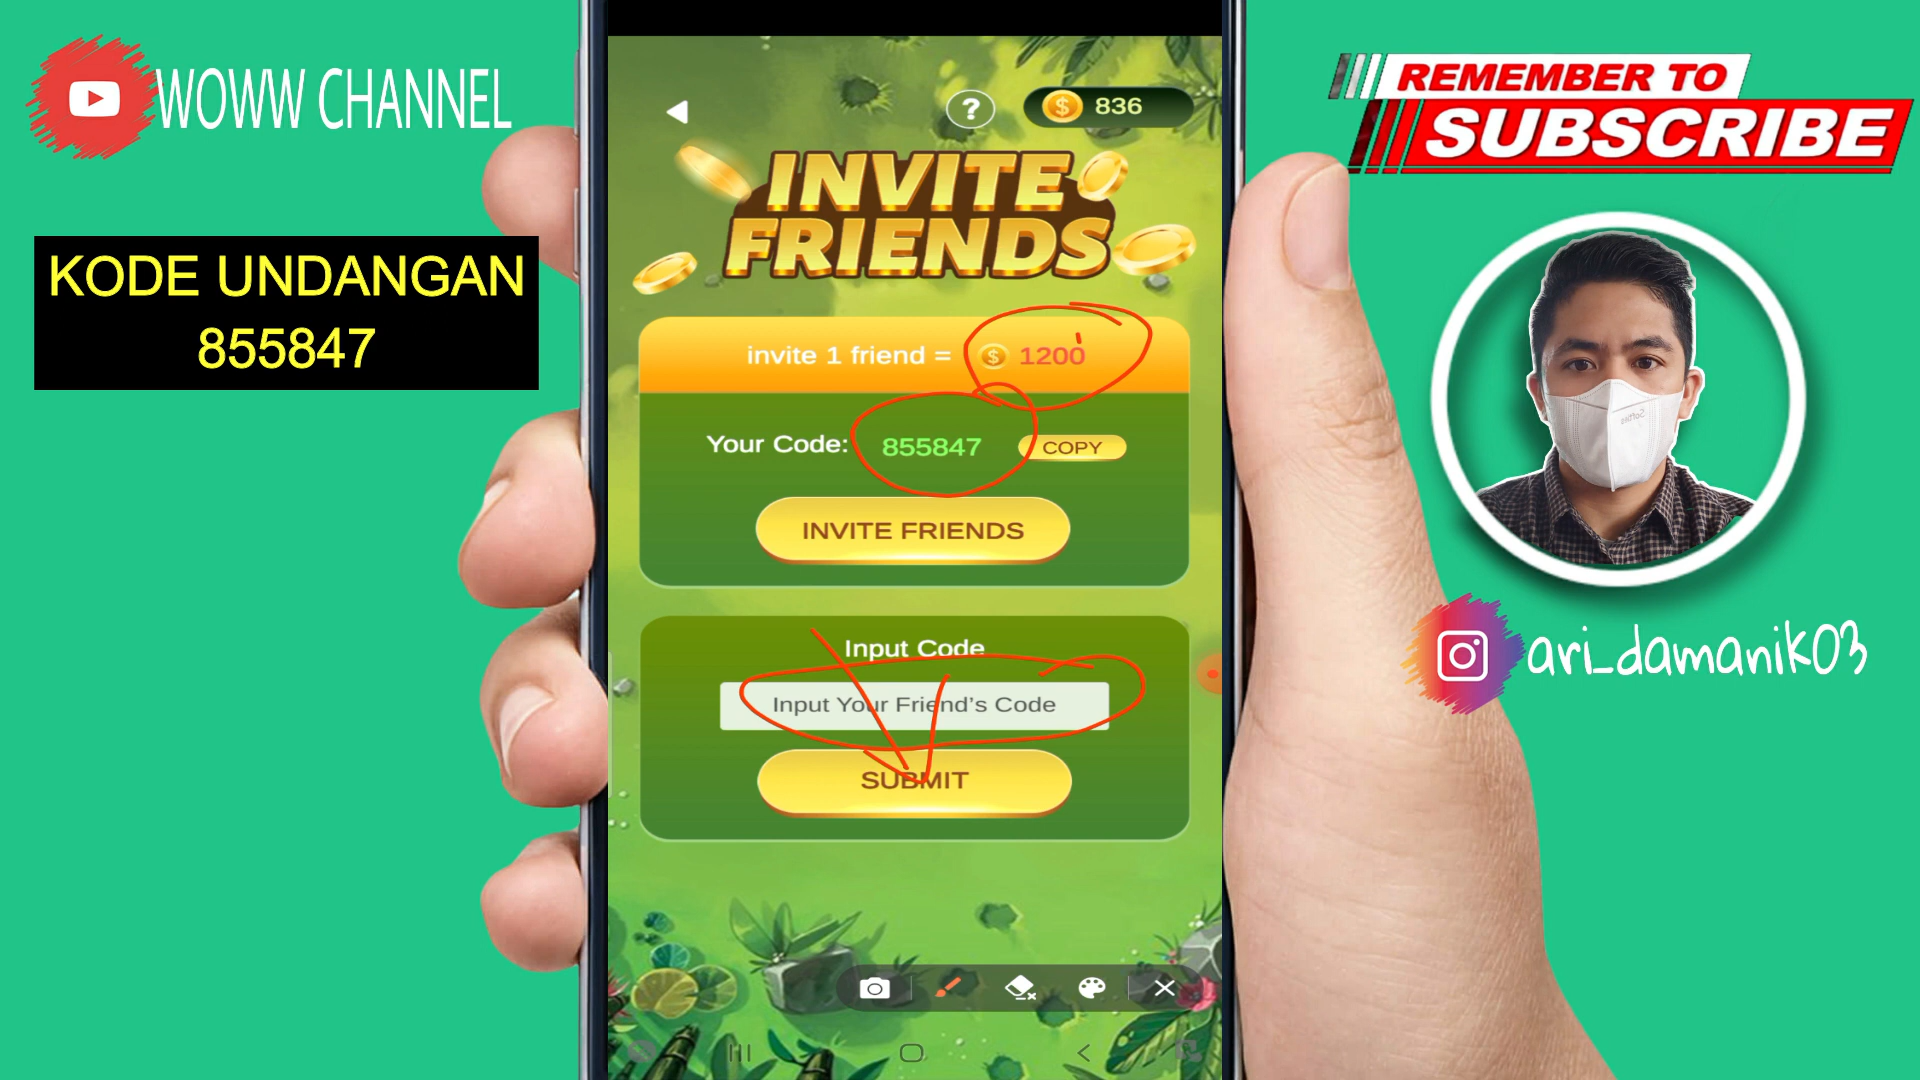 WOWW CHANNEL
KODE UNDANGAN
855847
REMEMBER TO
SUBSCRIBE
ari_damanik03
?
836
INVITE
FRIENDS
invite 1 friend = $ 1200
Your Code: 855847 COPY
INVITE FRIENDS
Input Code
Input Your Friend's Code
SUBMIT